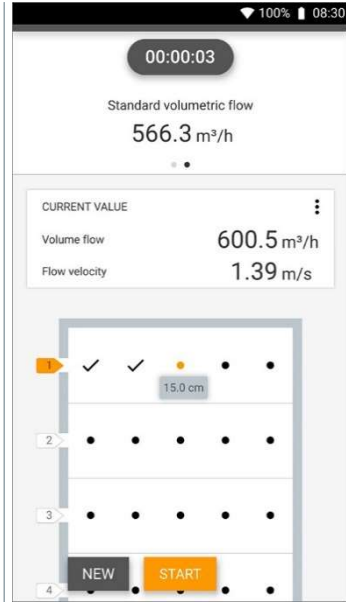 100% 08:30
00:00:03
Standard volumetric flow
566.3 m³/h
CURRENT VALUE
Volume flow 600.5 m³/h
Flow velocity 1.39 m/s
1
15.0 cm
2
3
NEW START
4